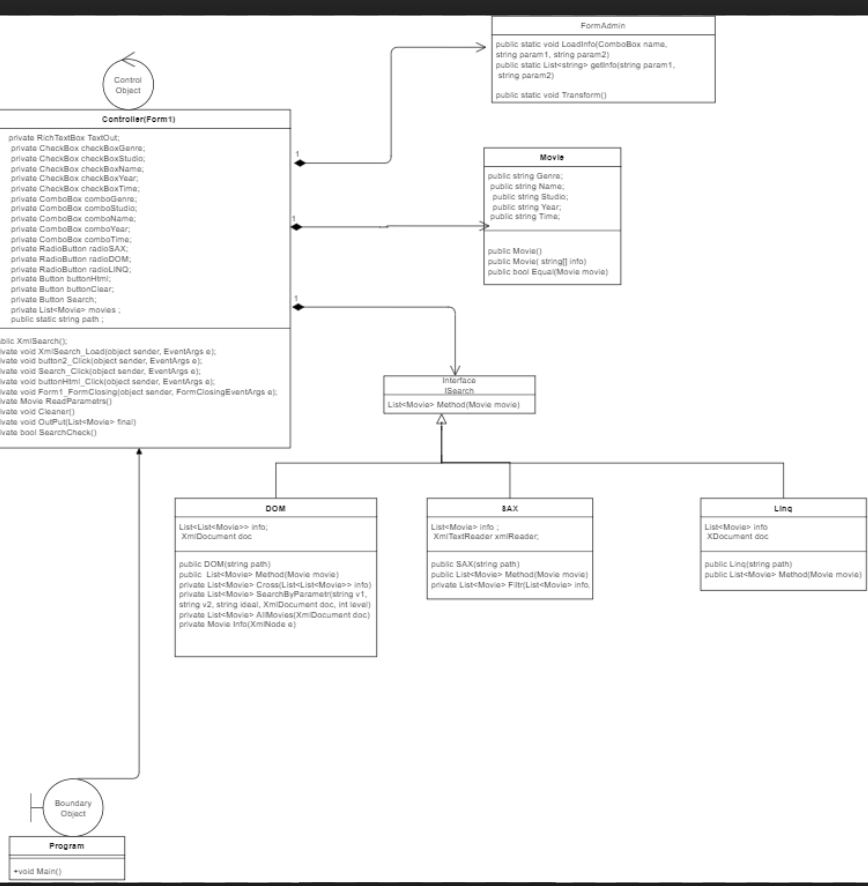 FormAdmin
public static void LoadInfo(ComboBox name,
string param1, string param2)
public static List<string> getInfo(string param1,
string param2)
public static void Transform()
Control
Object
Controller(Form1)
private RichTextBox TextOut;
private CheckBox checkBoxGenre;
private CheckBox checkBoxStudio;
private CheckBox checkBoxName;
private CheckBox checkBoxYear;
private CheckBox checkBoxTime;
private ComboBox comboGenre;
private ComboBox comboStudio;
private ComboBox comboName;
private ComboBox comboYear;
private ComboBox comboTime;
private RadioButton radioSAX;
private RadioButton radioDOM;
private RadioButton radioLINQ;
private Button buttonHtml;
private Button buttonClear;
private Button Search;
private List<Movie> movies ;
public static string path ;
blic XmlSearch();
ivate void XmlSearch_Load(object sender, EventArgs e);
ivate void button2_Click(object sender, EventArgs e);
ivate void Search_Click(object sender, EventArgs e);
ivate void buttonHtml_Click(object sender, EventArgs e);
ivate void Form1_FormClosing(object sender, FormClosingEventArgs e);
ivate Movie ReadParametrs()
ivate void Cleaner()
ivate void OutPut(List<Movie> final)
ivate bool SearchCheck()
1
1
1
Movie
public string Genre;
public string Name;
public string Studio;
public string Year;
public string Time;
public Movie()
public Movie( string[] info)
public bool Equal(Movie movie)
Interface
ISearch
List<Movie> Method(Movie movie)
DOM
List<List<Movie>> info;
XmlDocument doc
public DOM(string path)
public List<Movie> Method(Movie movie)
private List<Movie> Cross(List<List<Movie>> info)
private List<Movie> SearchByParametr(string v1,
string v2, string ideal, XmlDocument doc, int level)
private List<Movie> AllMovies(XmlDocument doc)
private Movie Info(XmlNode e)
SAX
List<Movie> info ;
XmlTextReader xmlReader;
public SAX(string path)
public List<Movie> Method(Movie movie)
private List<Movie> Filtr(List<Movie> info,
Linq
List<Movie> info
XDocument doc
public Linq(string path)
public List<Movie> Method(Movie movie)
Boundary
Object
Program
+void Main()